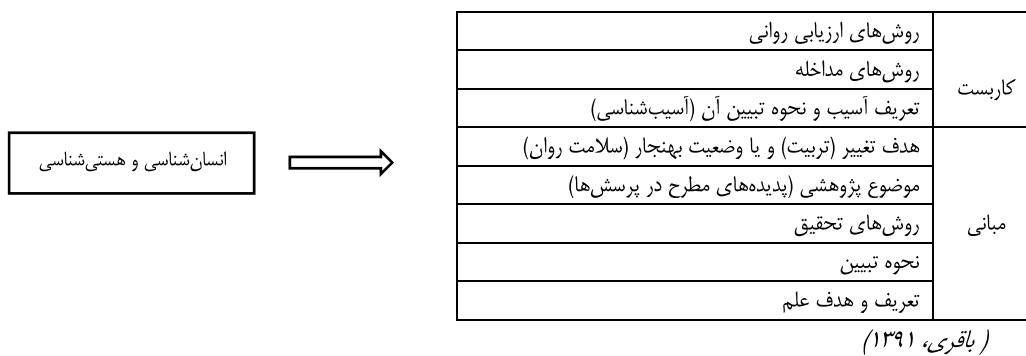 کاربست
روش‌های ارزیابی روانی
روش‌های مداخله
تعریف آسیب و نحوه تبیین آن (آسیب‌شناسی)
مبانی
هدف تغییر (تربیت) و یا وضعیت بهنجار (سلامت روان)
موضوع پژوهشی (پدیده‌های مطرح در پرسش‌ها)
روش‌های تحقیق
نحوه تبیین
تعریف و هدف علم
انسان‌شناسی و هستی‌شناسی
( باقری، ۱۳۹۱)